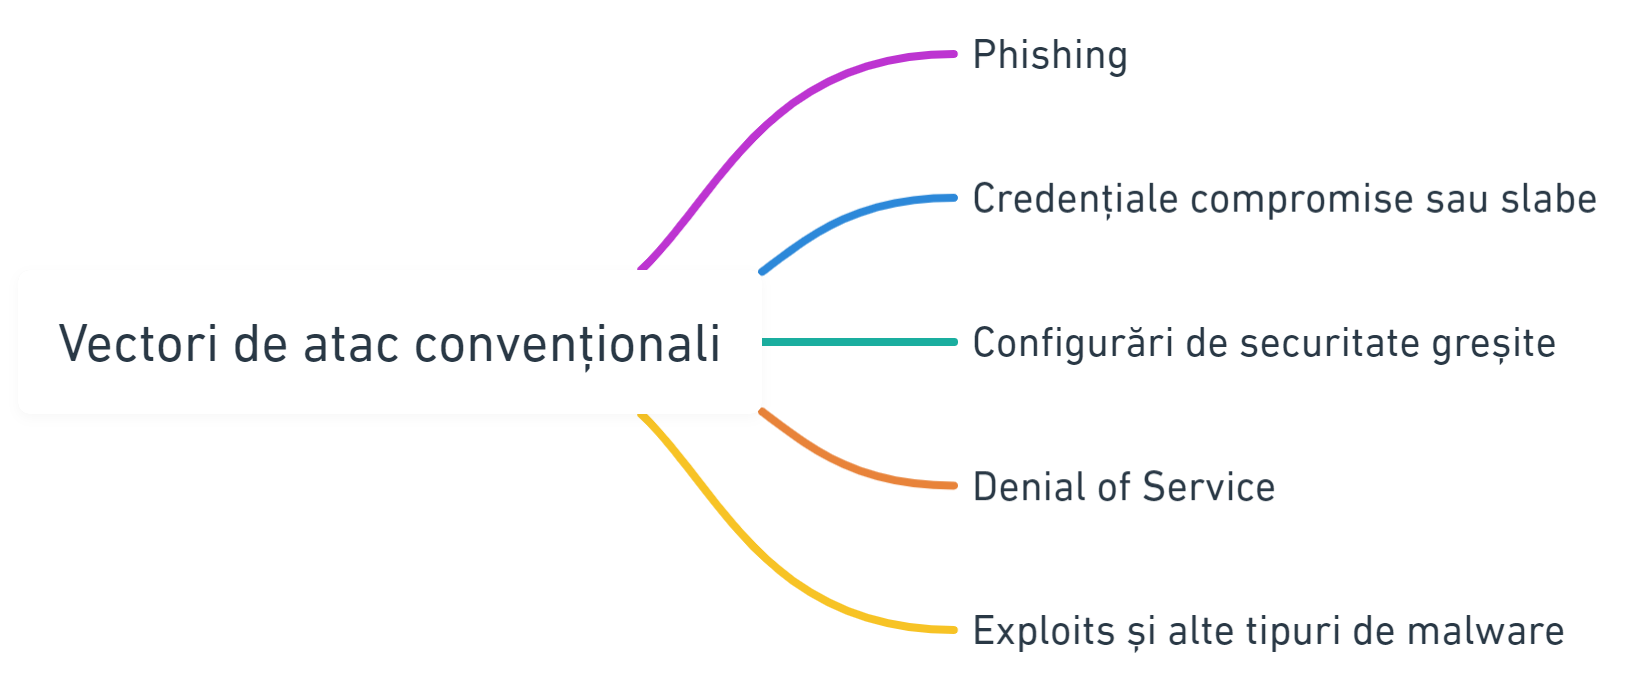 Vectori de atac convenționali
Phishing
Credențiale compromise sau slabe
Configurări de securitate greșite
Denial of Service
Exploits și alte tipuri de malware